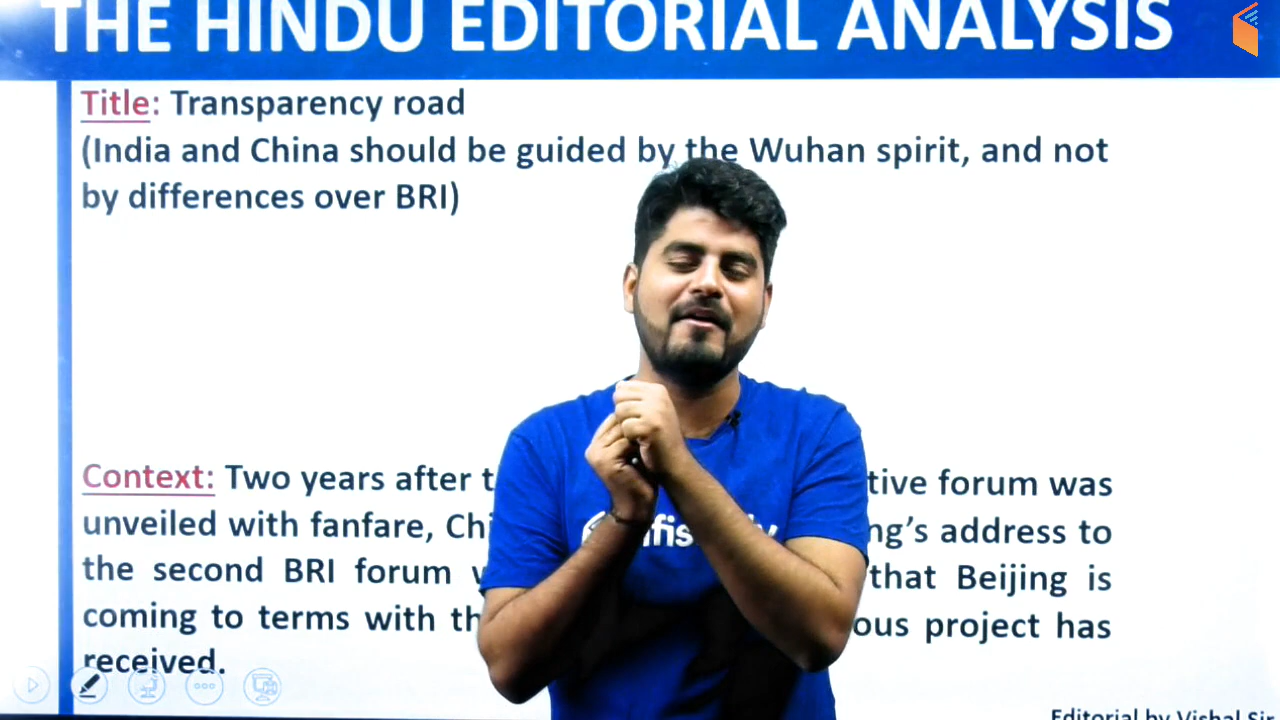 THE HINDU EDITORIAL ANALYSIS
Title: Transparency road
(India and China should be guided by the Wuhan spirit, and not
by differences over BRI)
Context: Two years after t tive forum was
unveiled with fanfare, Chi ng's address to
the second BRI forum that Beijing is
coming to terms with th ous project has
received.
Editorial by Vishal Sir